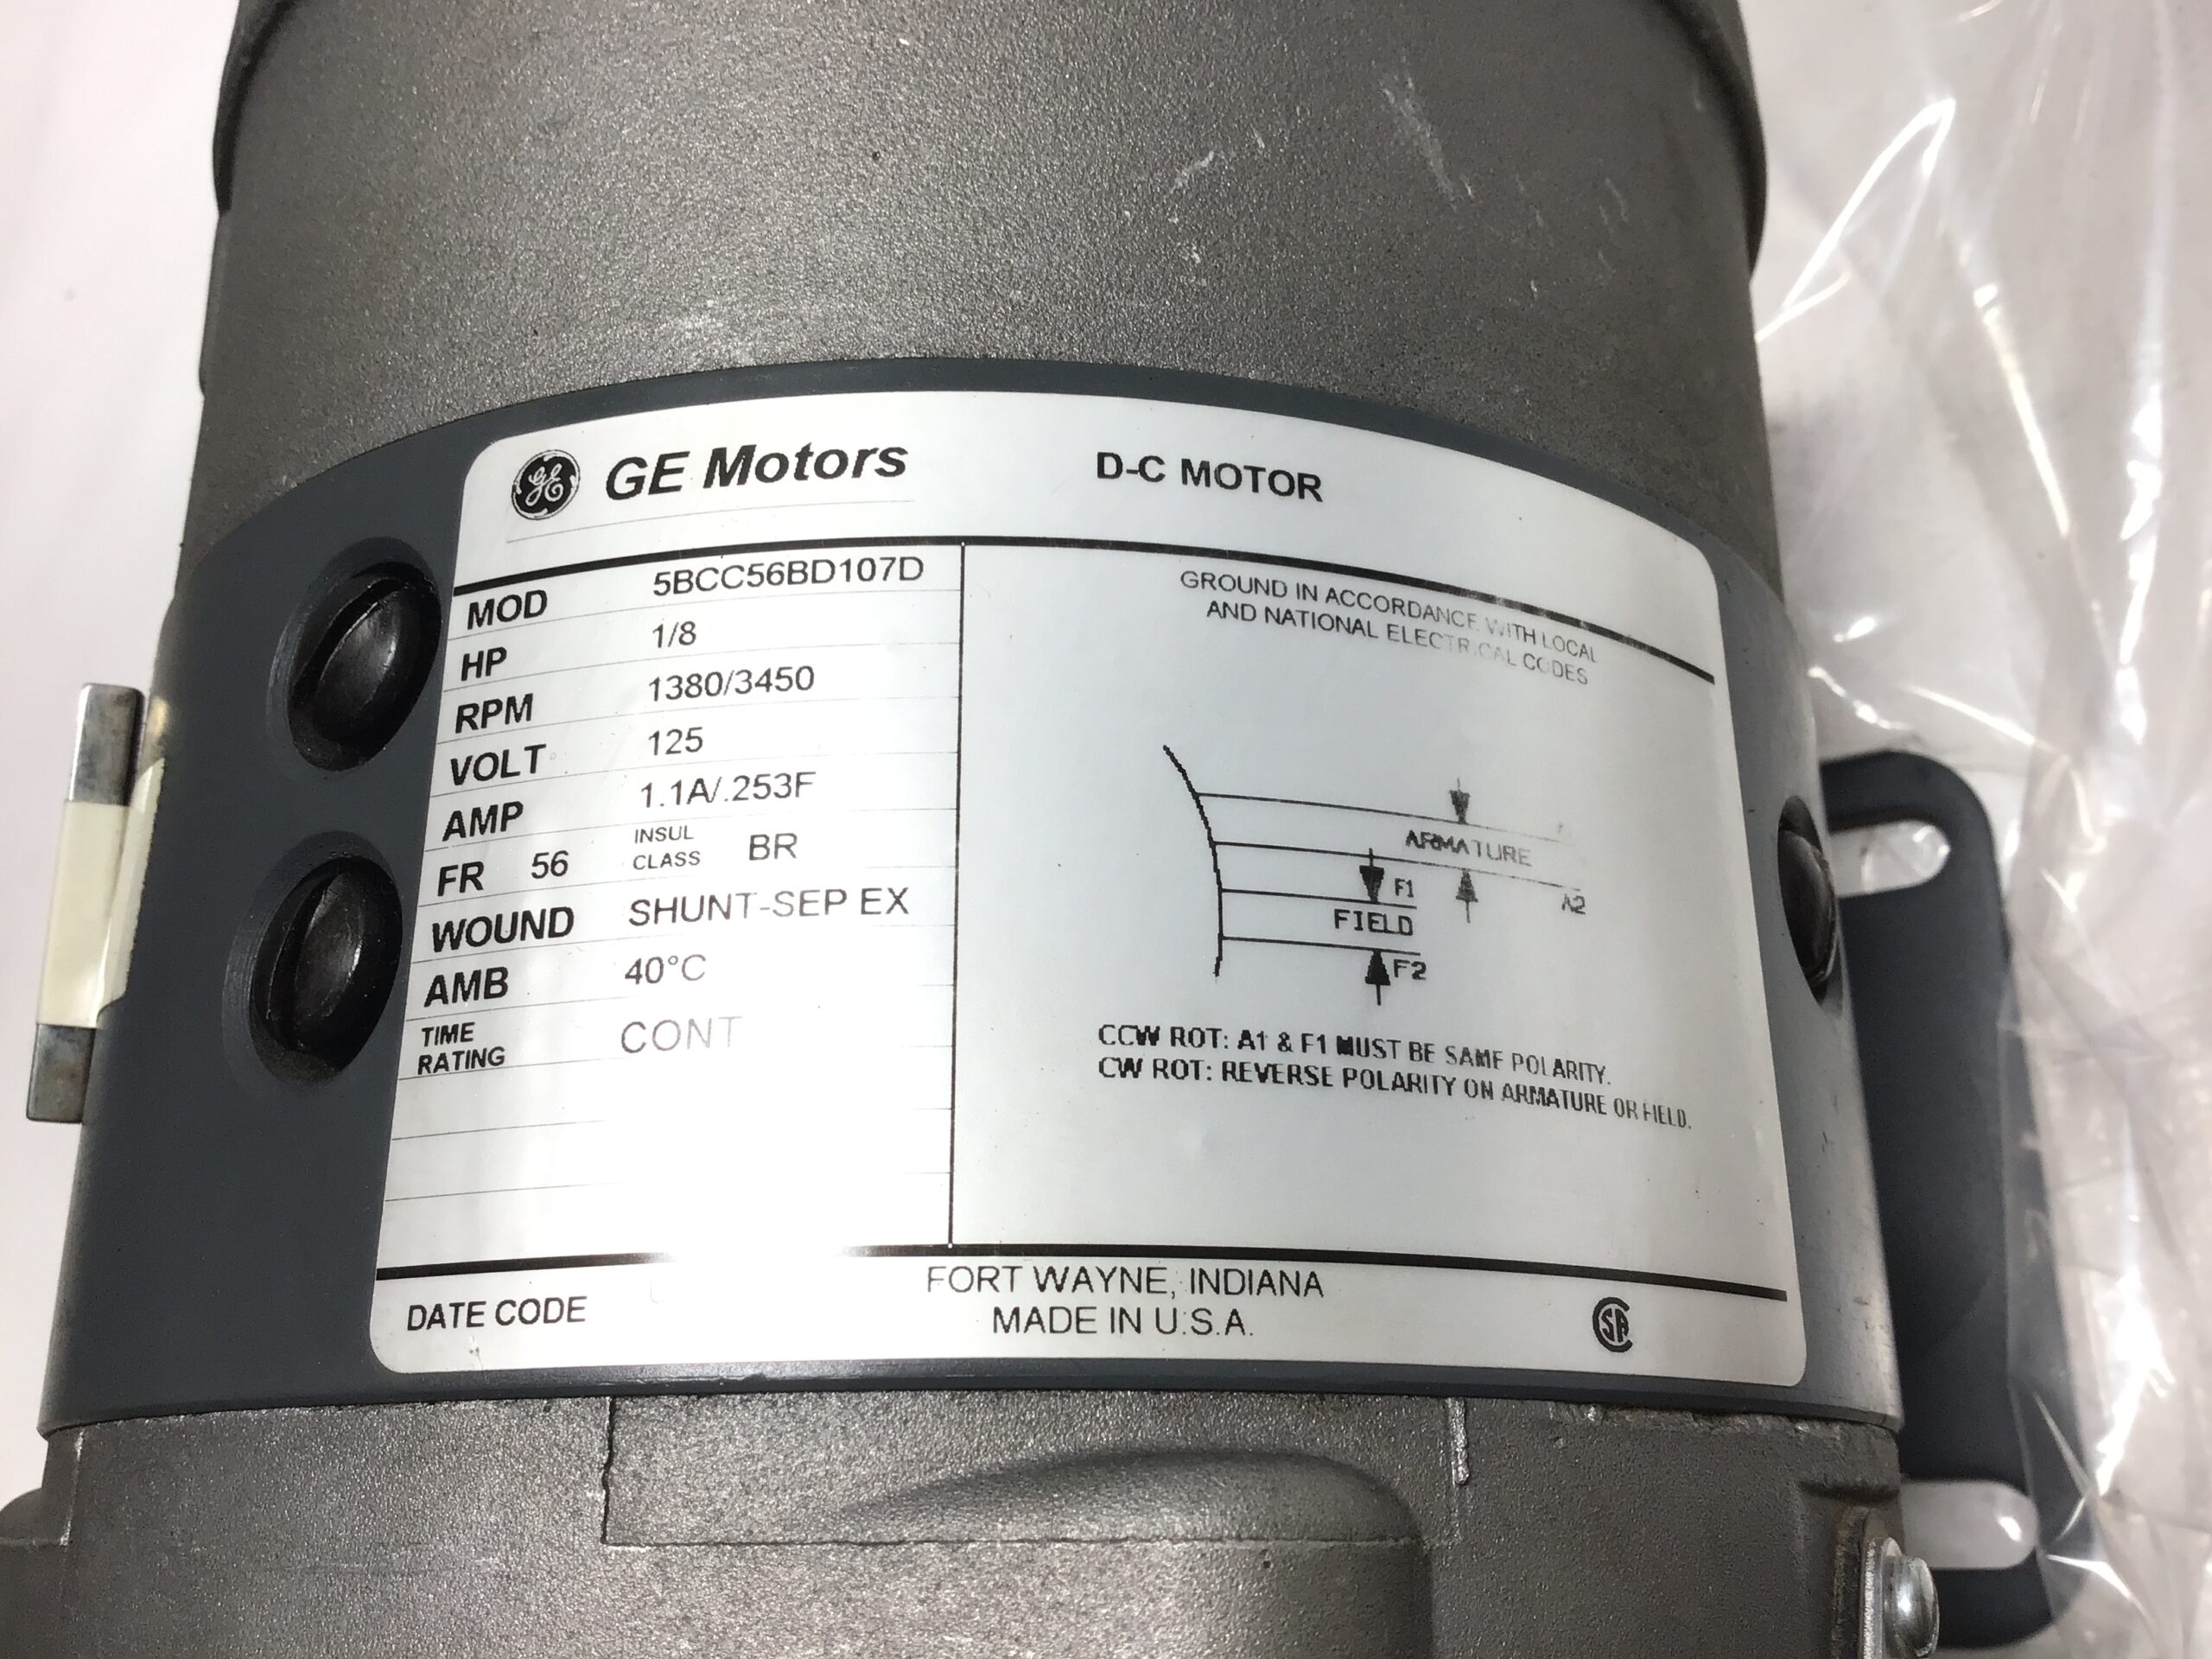 GE GE Motors D-C MOTOR
MOD 5BCC56BD107D
HP 1/8
RPM 1380/3450
VOLT 125
AMP 1.1A/.253F
FR 56 INSUL CLASS BR
WOUND SHUNT-SEP EX
AMB 40°C
TIME RATING CONT
GROUND IN ACCORDANCE WITH LOCAL
AND NATIONAL ELECTRICAL CODES
ARMATURE
A2
F1
FIELD
F2
CCW ROT: A1 & F1 MUST BE SAME POLARITY.
CW ROT: REVERSE POLARITY ON ARMATURE OR FIELD.
DATE CODE
FORT WAYNE, INDIANA
MADE IN U.S.A.
SA